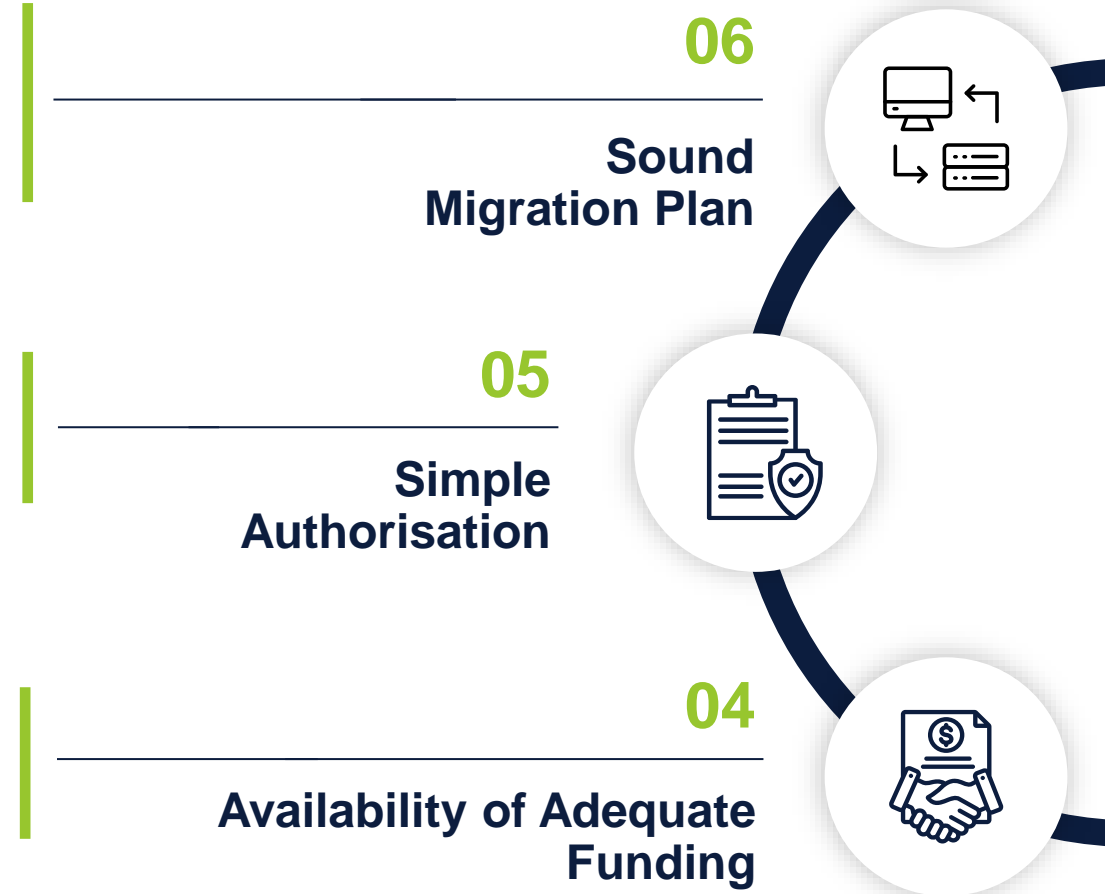 06
Sound
Migration Plan
05
Simple
Authorisation
04
Availability of Adequate
Funding
$